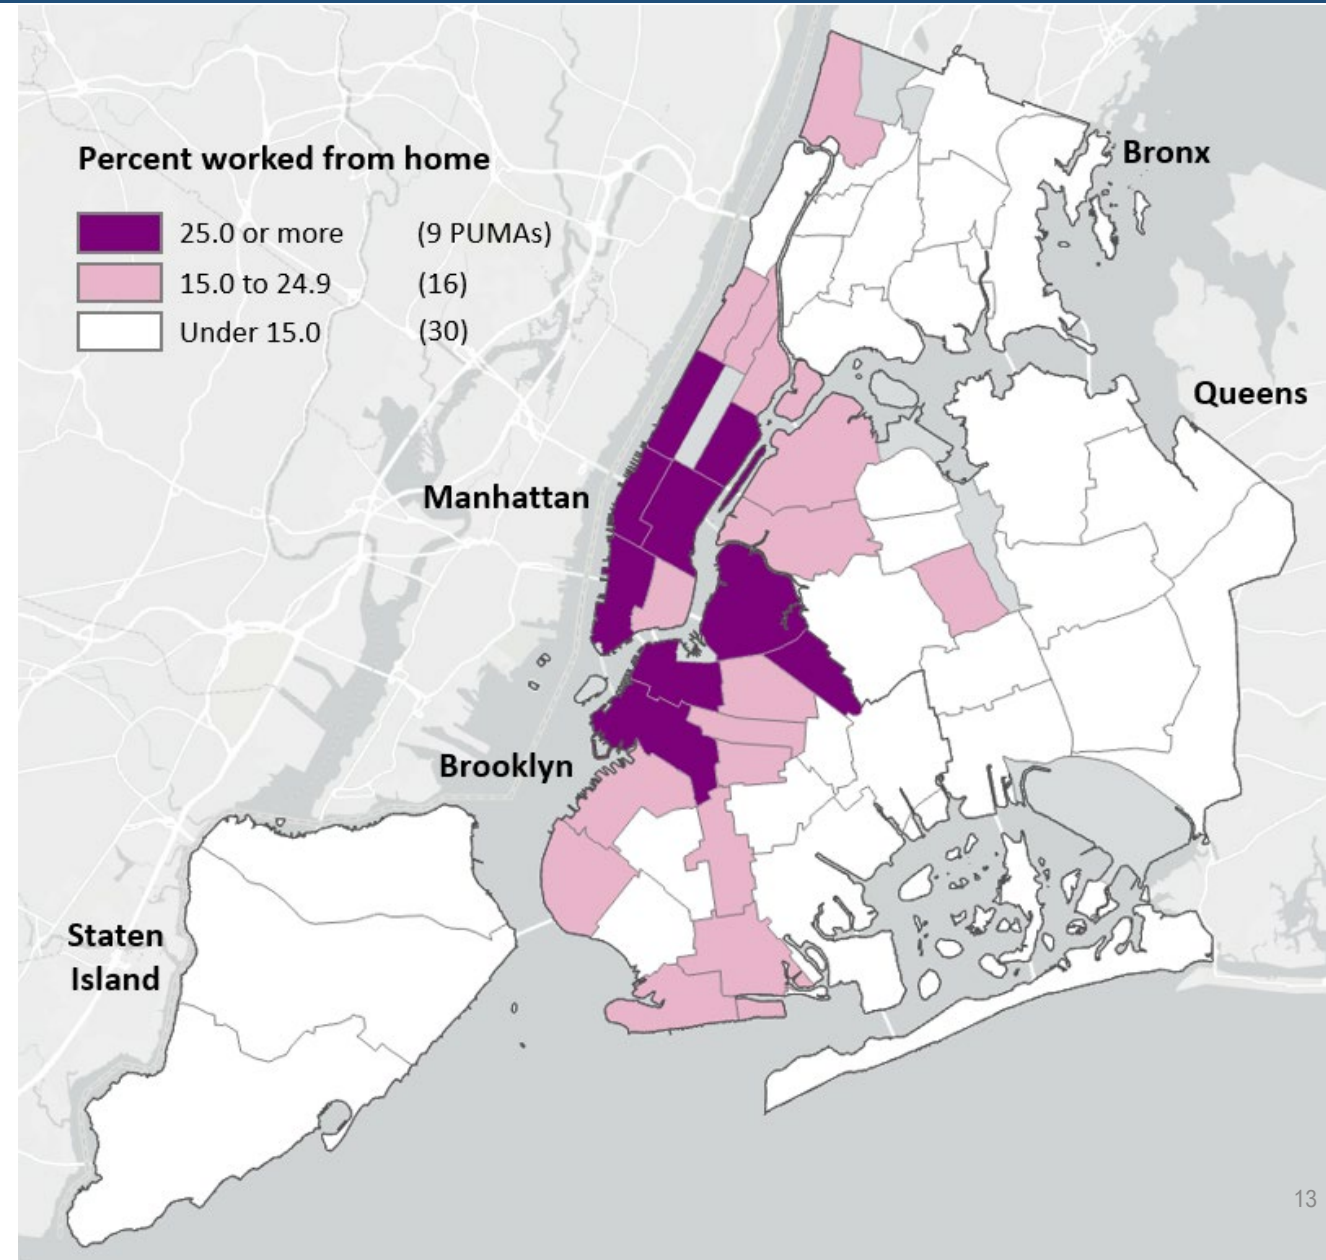 Percent worked from home
25.0 or more (9 PUMAs)
15.0 to 24.9 (16)
Under 15.0 (30)
Bronx
Queens
Manhattan
Brooklyn
Staten
Island
13